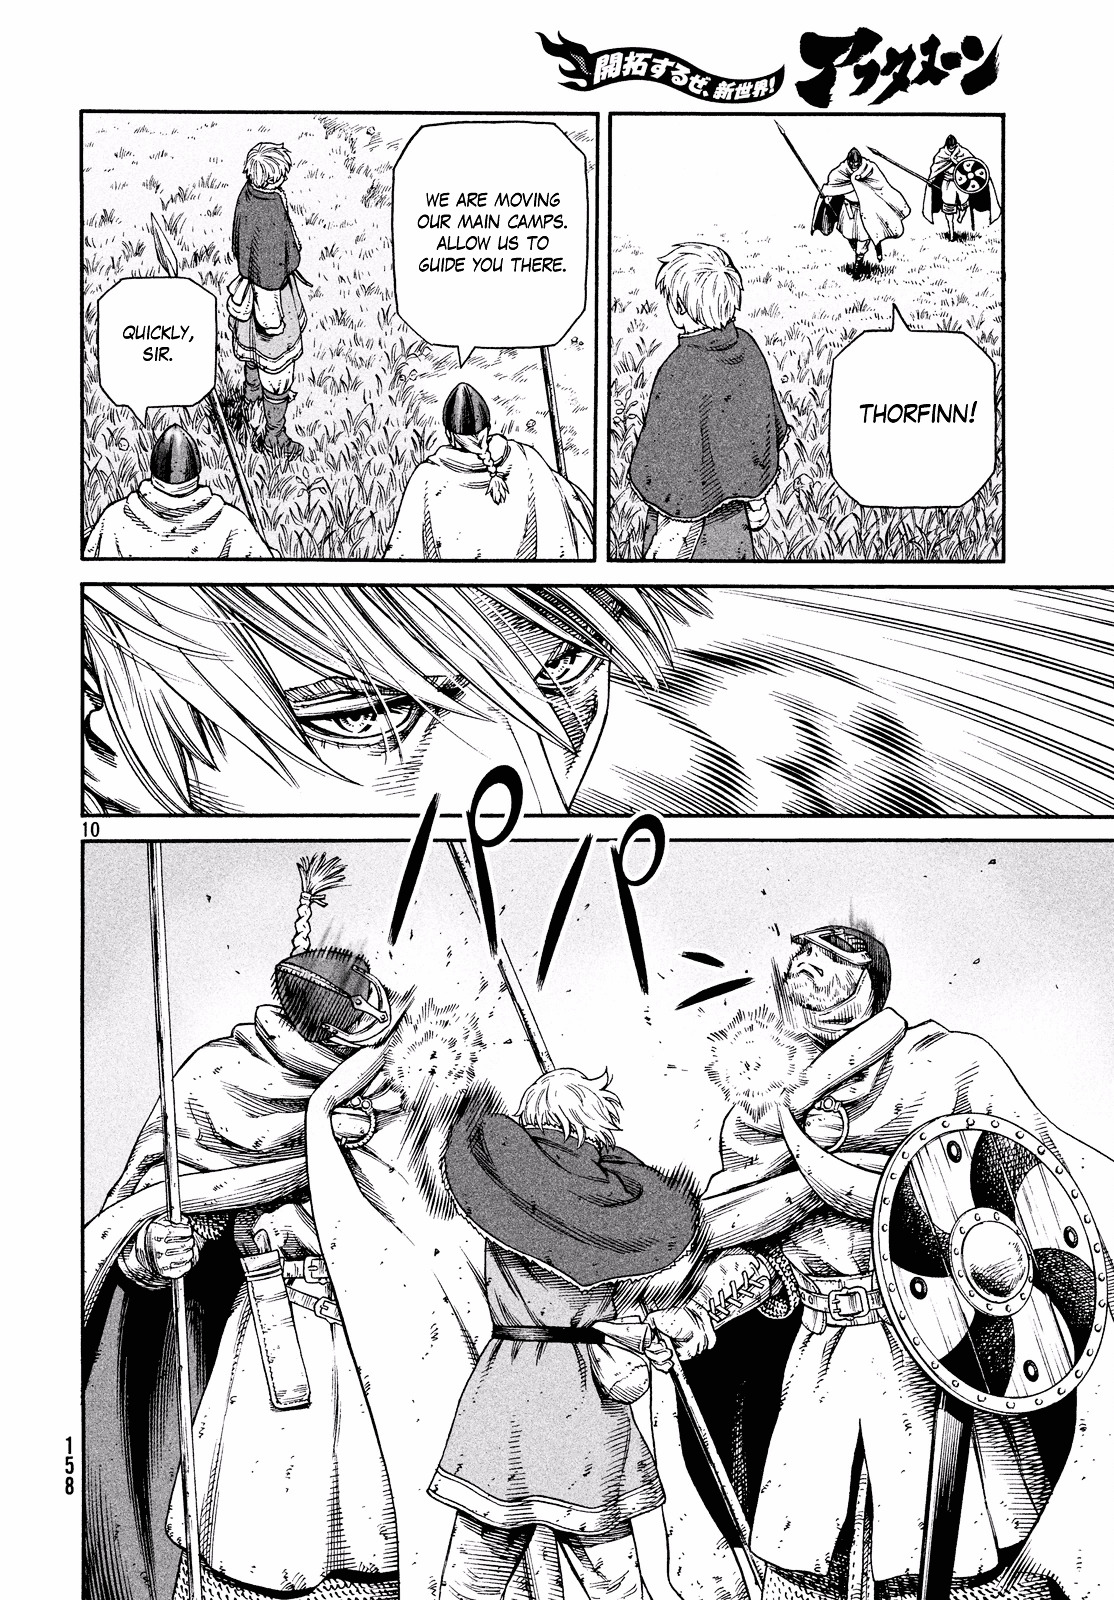 開拓するぜ、新世界!
アフタヌーン
THORFINN!
WE ARE MOVING
OUR MAIN CAMPS.
ALLOW US TO
GUIDE YOU THERE.
QUICKLY,
SIR.
10
パパン
158